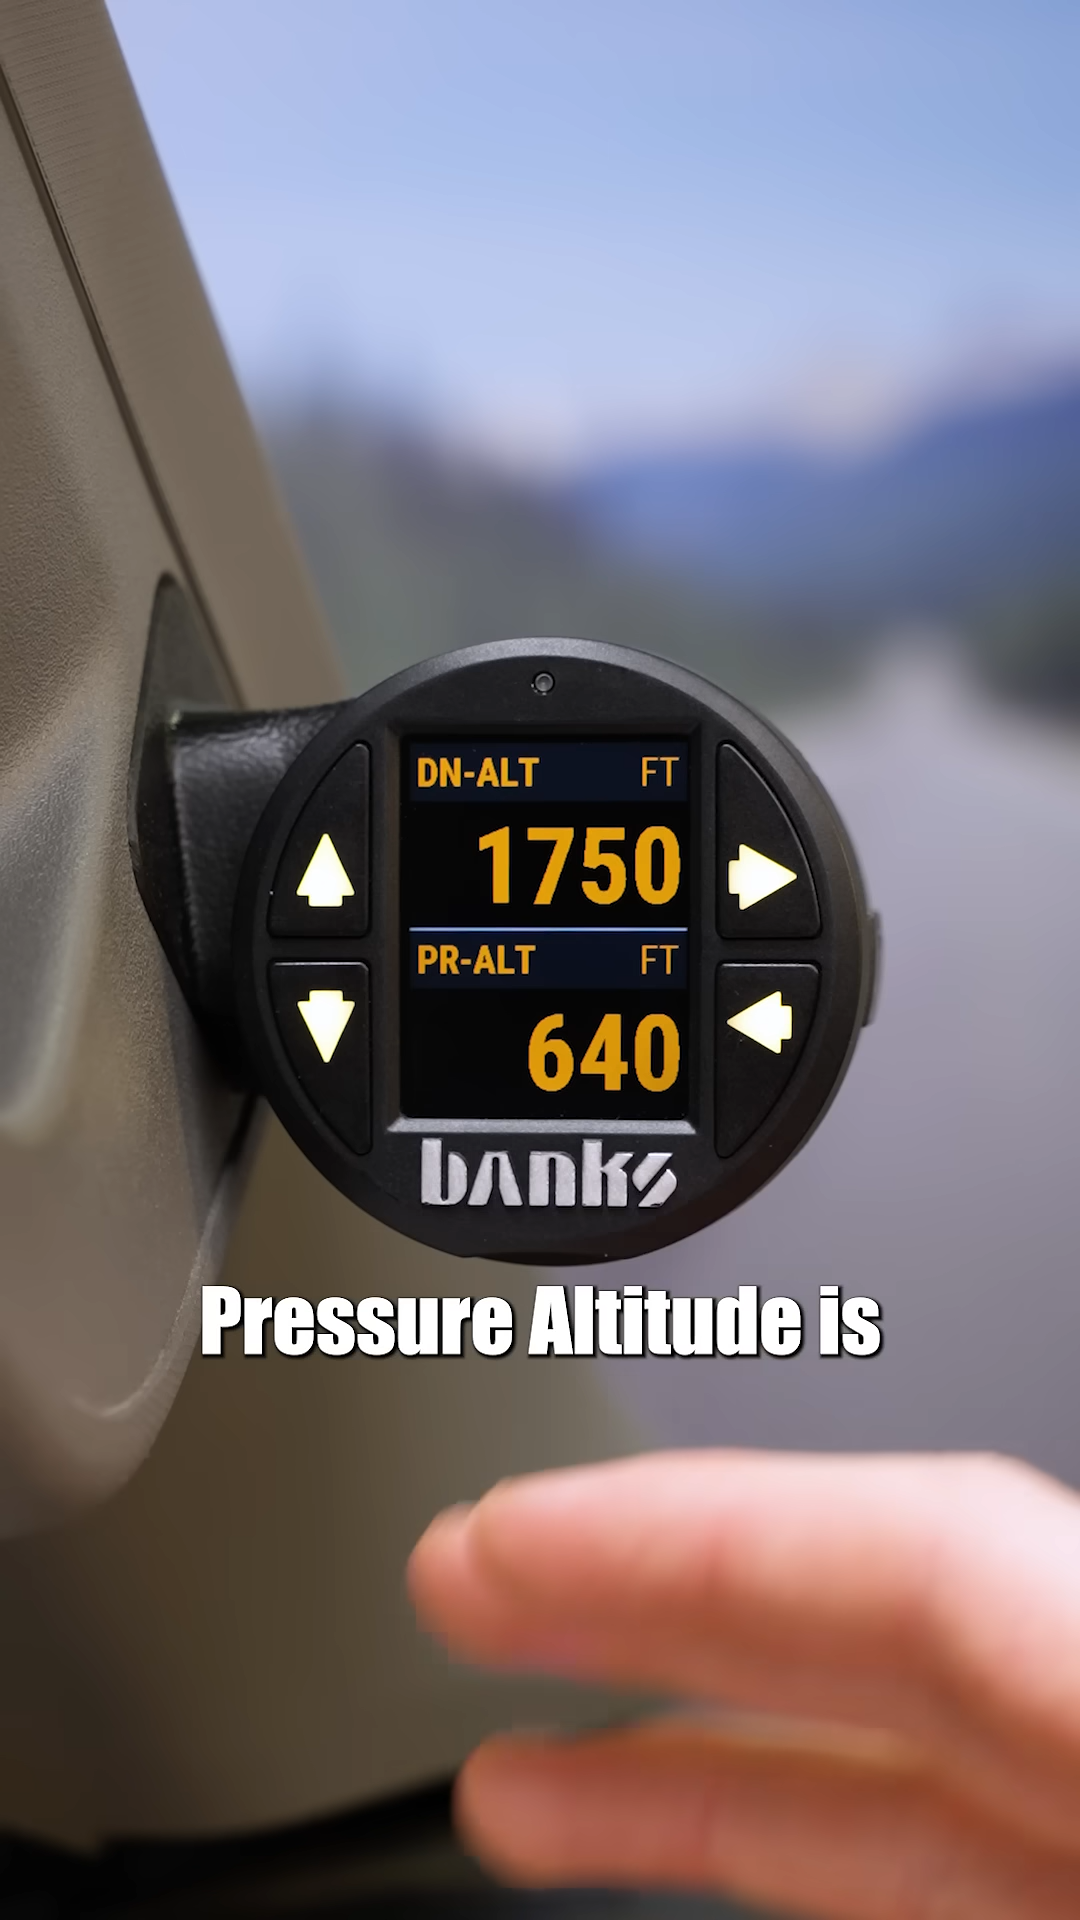 DN-ALT FT
1750
PR-ALT FT
640
banks
Pressure Altitude is